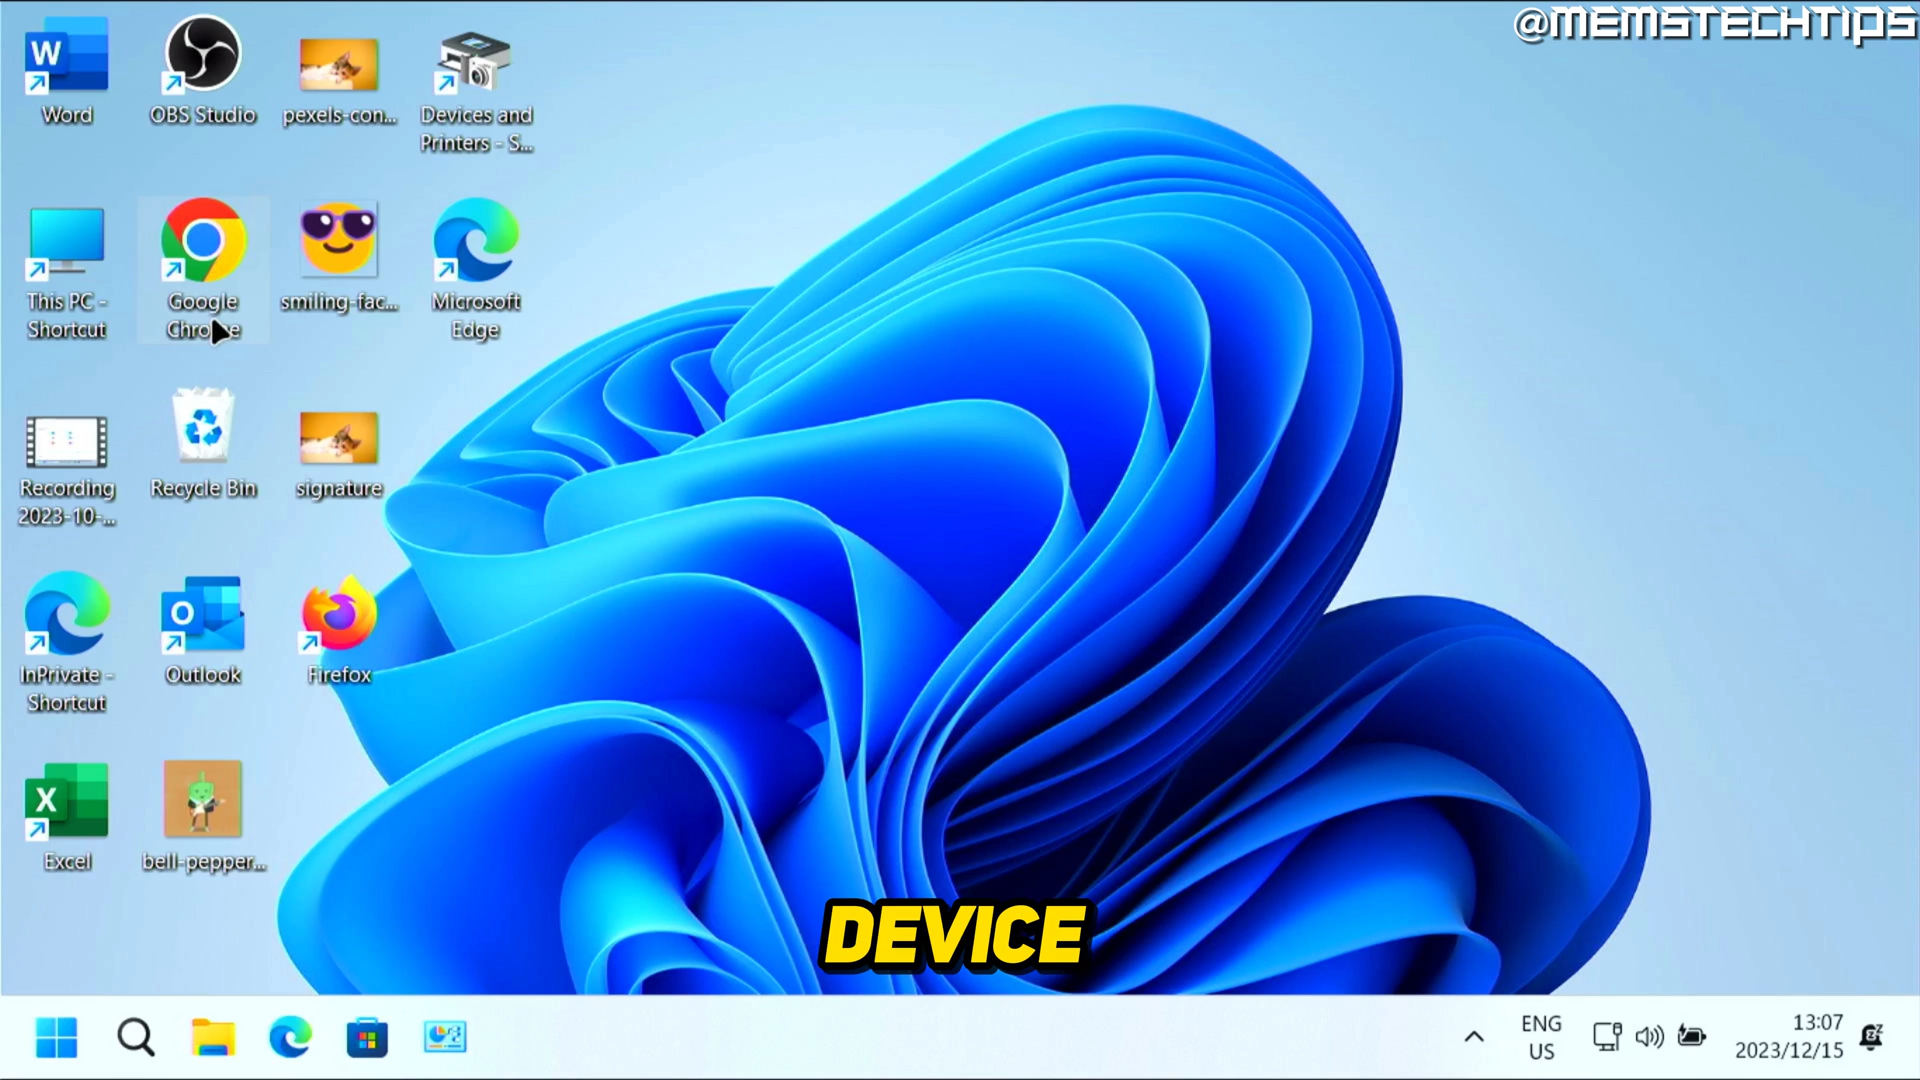 @MEMSTECHTIPS
W
Word
OBS Studio
pexels-con...
Devices and
Printers - S...
This PC -
Shortcut
Google
Chrome
smiling-fac...
Microsoft
Edge
Recording
2023-10-...
Recycle Bin
signature
InPrivate -
Shortcut
O
Outlook
Firefox
X
Excel
bell-pepper...
DEVICE
ENG
US
13:07
2023/12/15